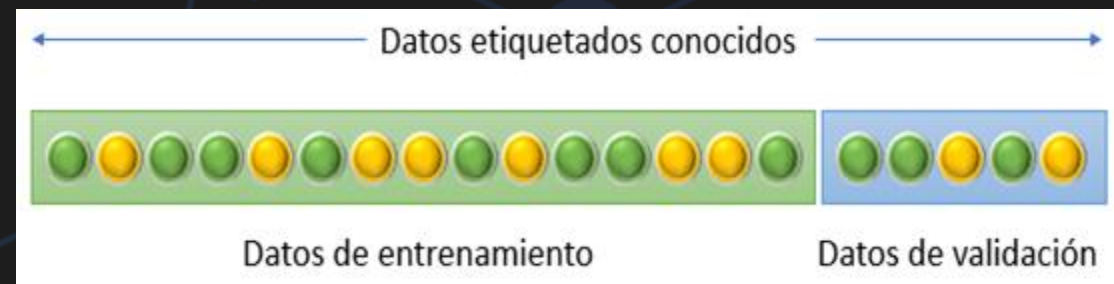 Datos etiquetados conocidos
Datos de entrenamiento
Datos de validación